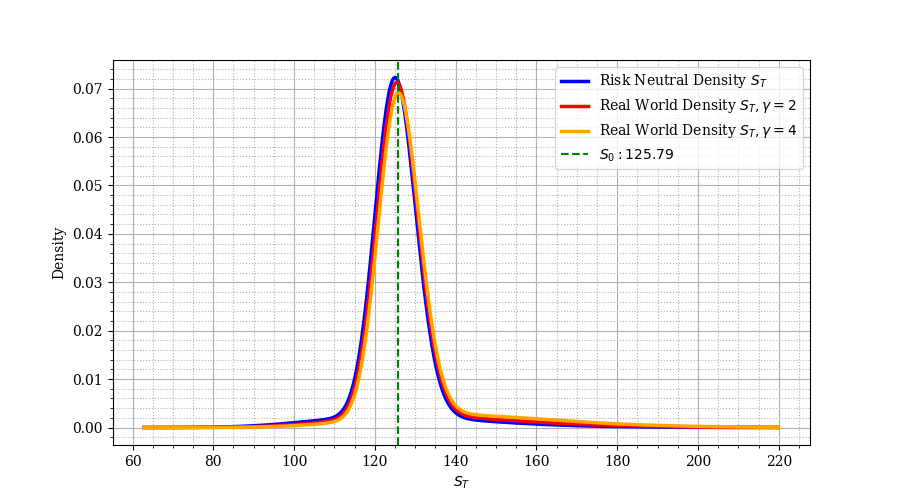 Risk Neutral Density S_T
Real World Density S_T, γ = 2
Real World Density S_T, γ = 4
S_0 : 125.79
Density
0.07
0.06
0.05
0.04
0.03
0.02
0.01
0.00
60 80 100 120 140 160 180 200 220
S_T